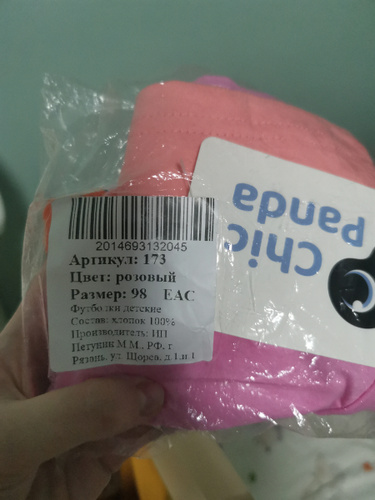 2014693132045
Артикул: 173
Цвет: розовый
Размер: 98 EAC
Футболки детские
Состав: хлопок 100%
Производитель: ИП
Петунин М.М., РФ, г
Рязань, ул. Щорса, д.1.н.1
Chic
Panda